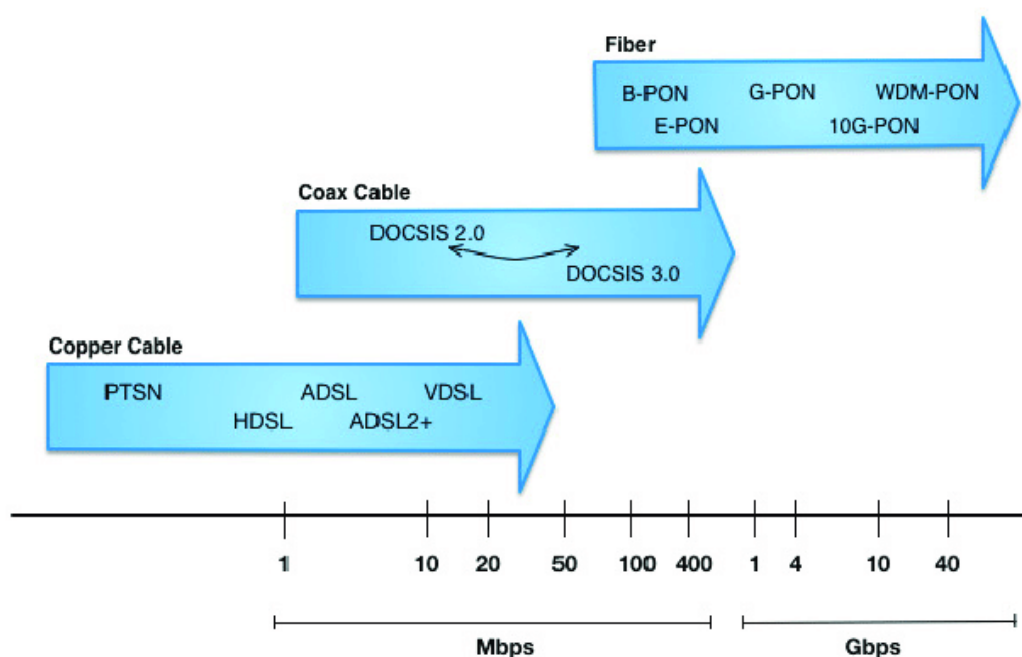 Fiber
B-PON G-PON WDM-PON
E-PON 10G-PON
Coax Cable
DOCSIS 2.0
DOCSIS 3.0
Copper Cable
PTSN ADSL VDSL
HDSL ADSL2+
1 10 20 50 100 400 1 4 10 40
Mbps Gbps